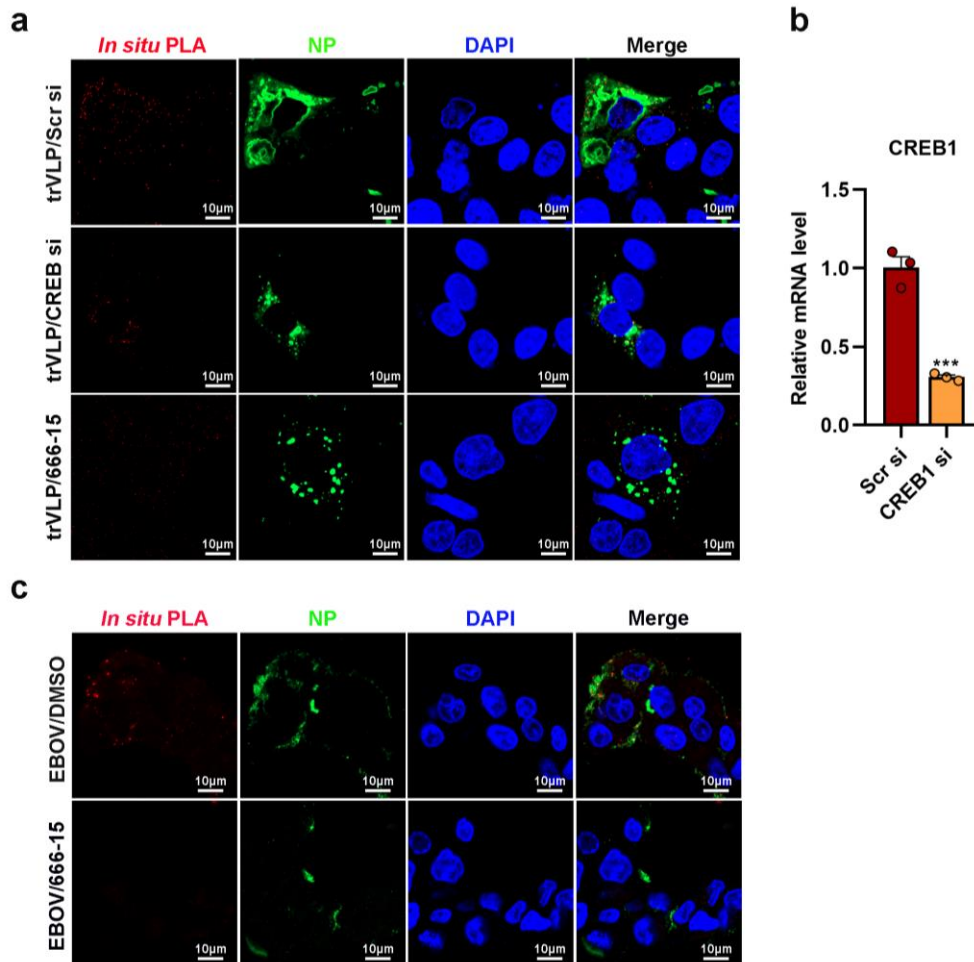 a
In situ PLA NP DAPI Merge
trVLP/Scr si
10μm 10μm 10μm 10μm
trVLP/CREB si
10μm 10μm 10μm 10μm
trVLP/666-15
10μm 10μm 10μm 10μm
b
CREB1
Relative mRNA level
1.5
1.0
0.5
0.0
***
Scr si
CREB1 si
c
In situ PLA NP DAPI Merge
EBOV/DMSO
10μm 10μm 10μm 10μm
EBOV/666-15
10μm 10μm 10μm 10μm